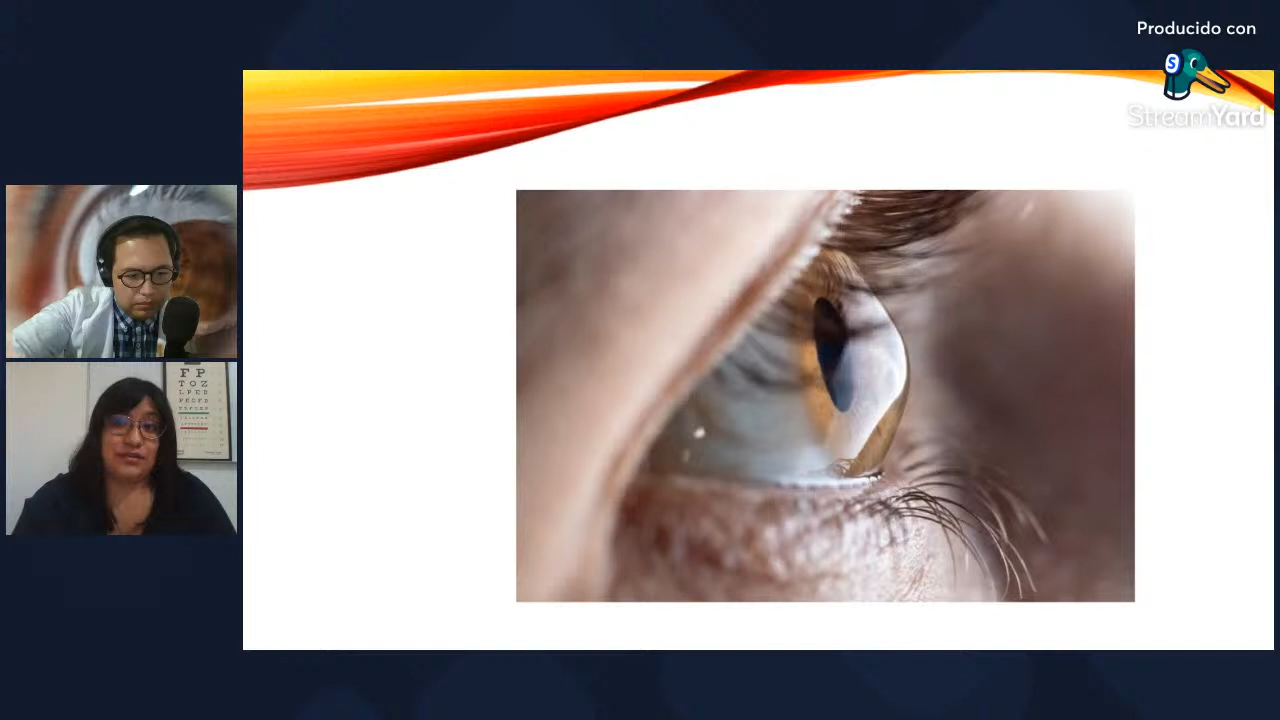 Producido con
S
StreamYard
F P
T O Z
L P E D
P E C F D